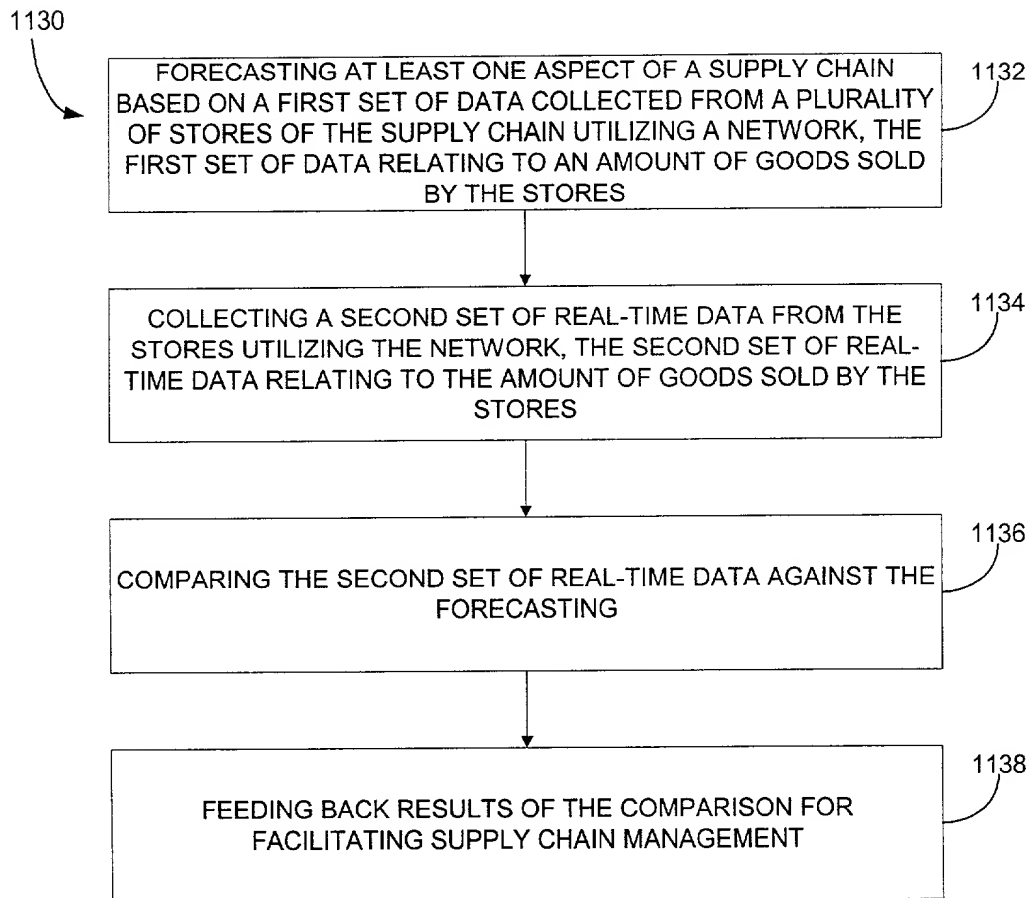 1130
FORECASTING AT LEAST ONE ASPECT OF A SUPPLY CHAIN
BASED ON A FIRST SET OF DATA COLLECTED FROM A PLURALITY
OF STORES OF THE SUPPLY CHAIN UTILIZING A NETWORK, THE
FIRST SET OF DATA RELATING TO AN AMOUNT OF GOODS SOLD
BY THE STORES
1132
COLLECTING A SECOND SET OF REAL-TIME DATA FROM THE
STORES UTILIZING THE NETWORK, THE SECOND SET OF REAL-
TIME DATA RELATING TO THE AMOUNT OF GOODS SOLD BY THE
STORES
1134
COMPARING THE SECOND SET OF REAL-TIME DATA AGAINST THE
FORECASTING
1136
FEEDING BACK RESULTS OF THE COMPARISON FOR
FACILITATING SUPPLY CHAIN MANAGEMENT
1138